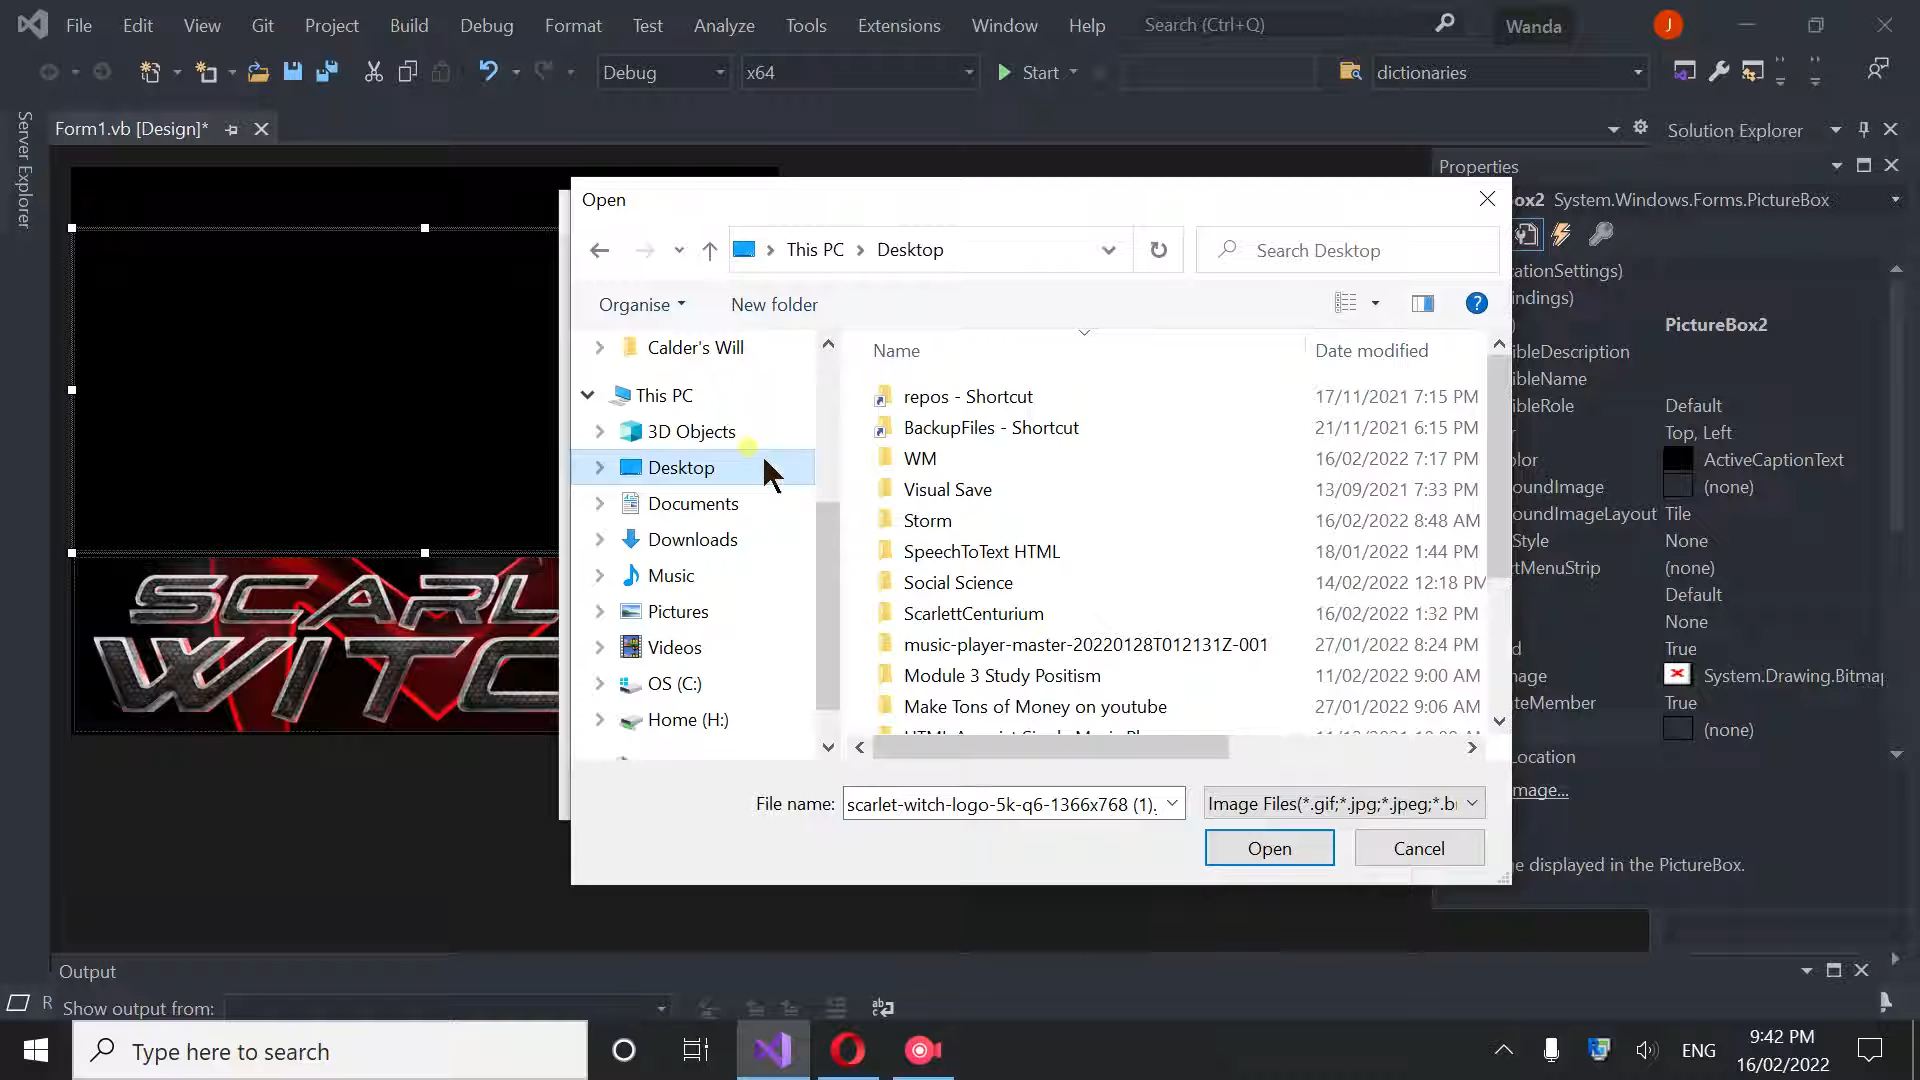 File Edit View Git Project Build Debug Format Test Analyze Tools Extensions Window Help Search (Ctrl+Q) Wanda J
Debug x64 Start dictionaries
Server Explorer
Form1.vb [Design]*
Solution Explorer
Properties
ox2 System.Windows.Forms.PictureBox
Open
This PC Desktop
Search Desktop
Organise New folder
Name Date modified
Calder's Will
This PC
3D Objects
Desktop
Documents
Downloads
Music
Pictures
Videos
OS (C:)
Home (H:)
repos - Shortcut 17/11/2021 7:15 PM
BackupFiles - Shortcut 21/11/2021 6:15 PM
WM 16/02/2022 7:17 PM
Visual Save 13/09/2021 7:33 PM
Storm 16/02/2022 8:48 AM
SpeechToText HTML 18/01/2022 1:44 PM
Social Science 14/02/2022 12:18 PM
ScarlettCenturium 16/02/2022 1:32 PM
music-player-master-20220128T012131Z-001 27/01/2022 8:24 PM
Module 3 Study Positism 11/02/2022 9:00 AM
Make Tons of Money on youtube 27/01/2022 9:06 AM
File name: scarlet-witch-logo-5k-q6-1366x768 (1). Image Files(*.gif;*.jpg;*.jpeg;*.b
Open Cancel
cationSettings)
indings)
) PictureBox2
ibleDescription
ibleName
ibleRole Default
r Top, Left
olor ActiveCaptionText
oundImage (none)
oundImageLayout Tile
Style None
xtMenuStrip (none)
Default
None
d True
mage System.Drawing.Bitma
teMember True
(none)
Location
mage...
e displayed in the PictureBox.
SCARL
WITC
Output
R Show output from:
Type here to search
ENG
9:42 PM
16/02/2022